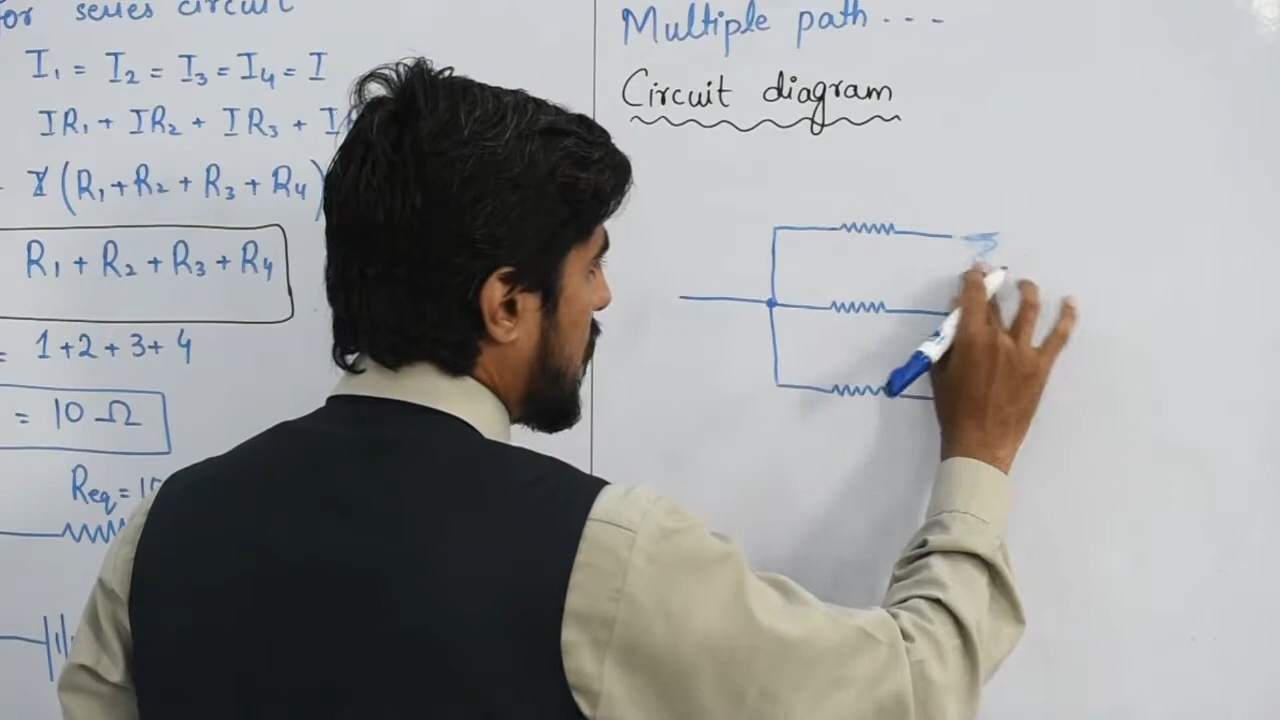 for series circuit
I₁ = I₂ = I₃ = I₄ = I
IR₁ + IR₂ + IR₃ + I
I (R₁ + R₂ + R₃ + R₄)
R₁ + R₂ + R₃ + R₄
= 1+2+3+4
= 10 Ω
Req = 10
Multiple path ...
Circuit diagram